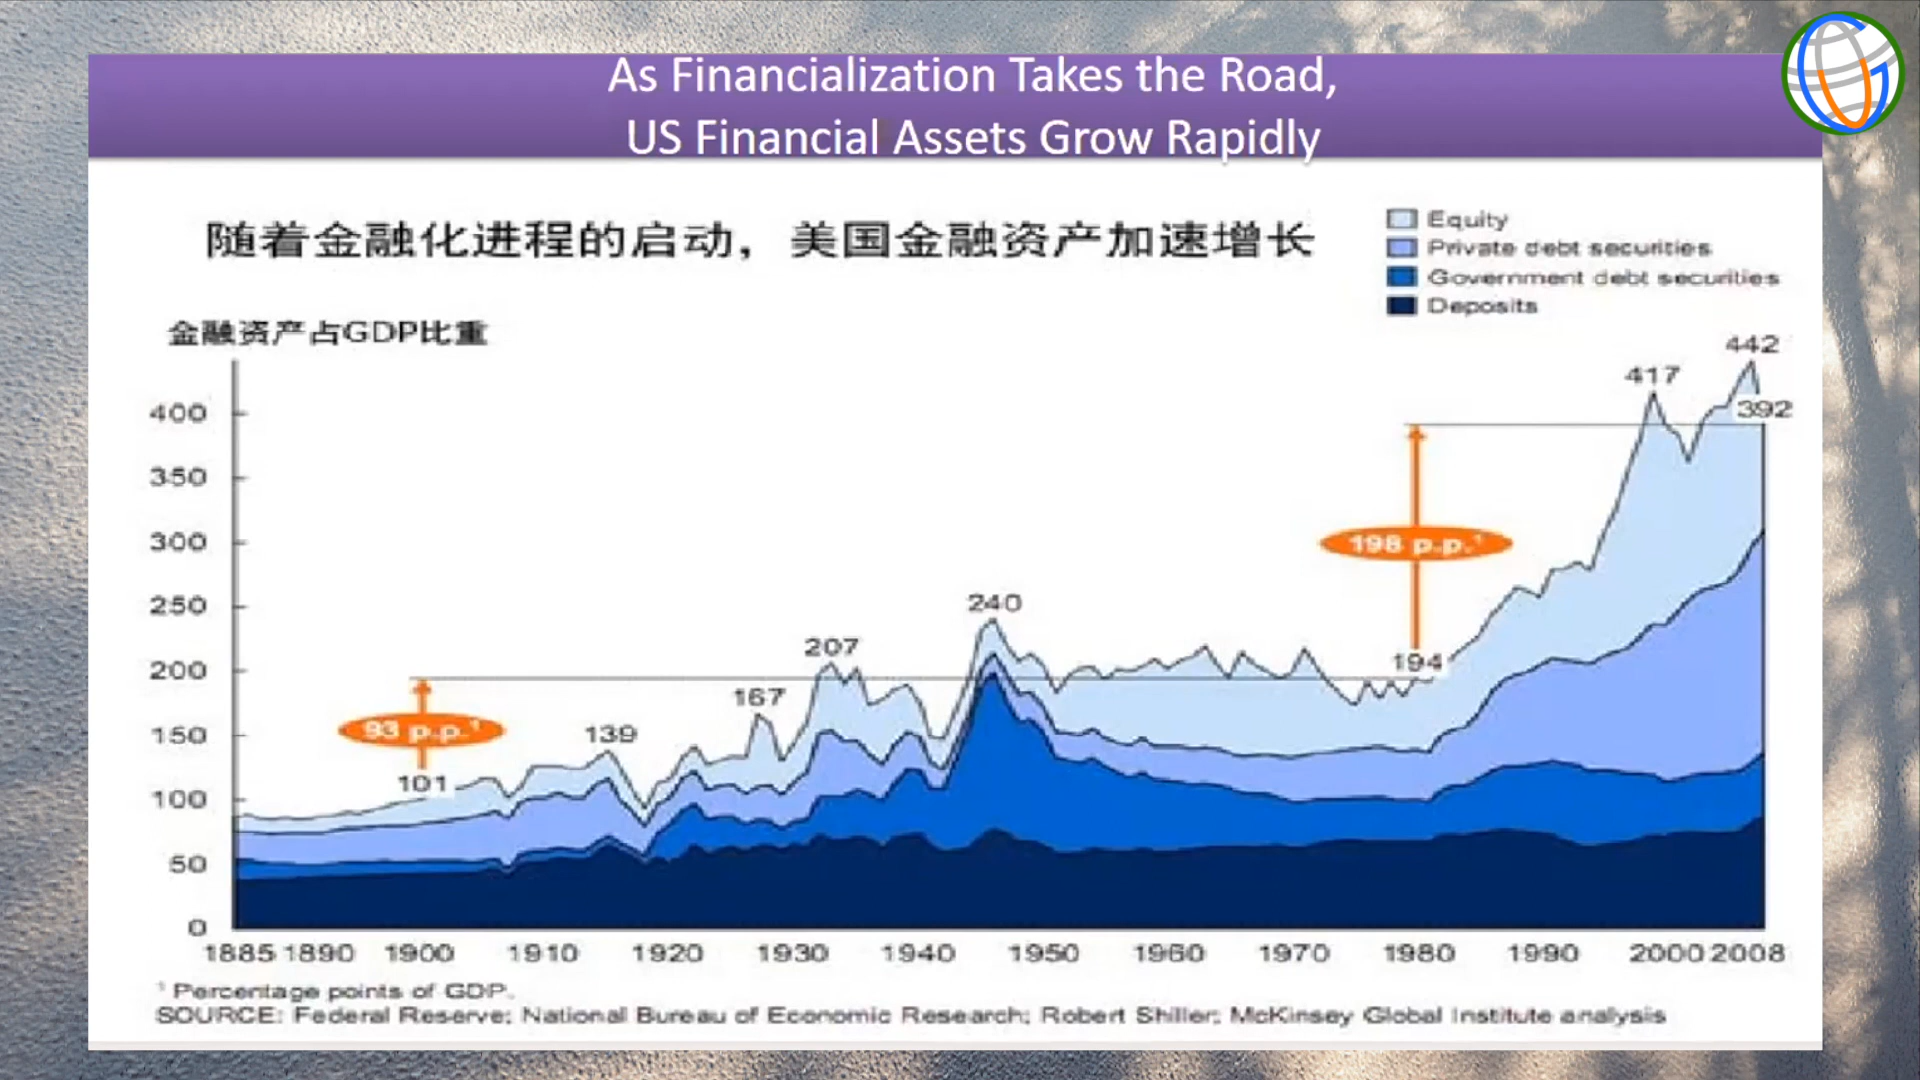 As Financialization Takes the Road,
US Financial Assets Grow Rapidly
随着金融化进程的启动，美国金融资产加速增长
Equity
Private debt securities
Government debt securities
Deposits
金融资产占GDP比重
442
417
400
392
350
300
198 p.p.¹
250
240
207
200
194
167
150
139
93 p.p.¹
101
100
50
0
1885 1890 1900 1910 1920 1930 1940 1950 1960 1970 1980 1990 2000 2008
¹ Percentage points of GDP.
SOURCE: Federal Reserve; National Bureau of Economic Research; Robert Shiller; McKinsey Global Institute analysis